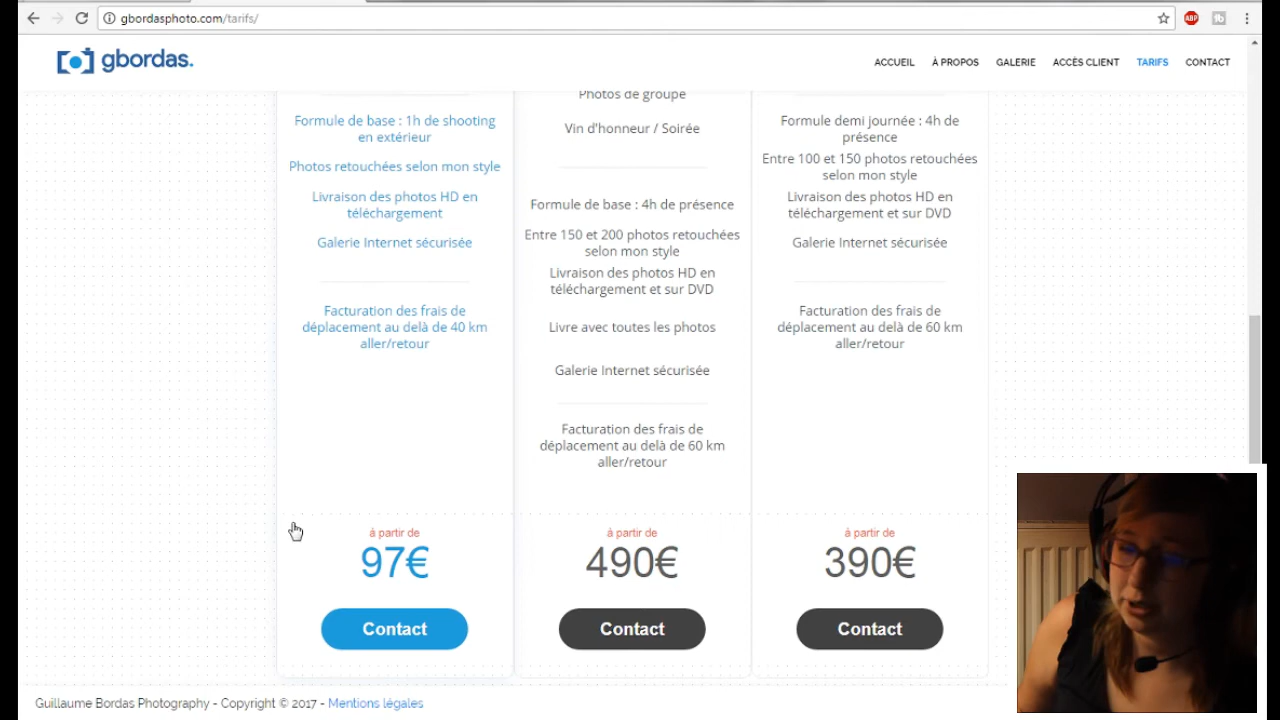 gbordasphoto.com/tarifs/
ABP
gbordas.
ACCUEIL
À PROPOS
GALERIE
ACCÈS CLIENT
TARIFS
CONTACT
Formule de base : 1h de shooting
en extérieur
Photos retouchées selon mon style
Livraison des photos HD en
téléchargement
Galerie Internet sécurisée
Facturation des frais de
déplacement au delà de 40 km
aller/retour
à partir de
97€
Contact
Photos de groupe
Vin d'honneur / Soirée
Formule de base : 4h de présence
Entre 150 et 200 photos retouchées
selon mon style
Livraison des photos HD en
téléchargement et sur DVD
Livre avec toutes les photos
Galerie Internet sécurisée
Facturation des frais de
déplacement au delà de 60 km
aller/retour
à partir de
490€
Contact
Formule demi journée : 4h de
présence
Entre 100 et 150 photos retouchées
selon mon style
Livraison des photos HD en
téléchargement et sur DVD
Galerie Internet sécurisée
Facturation des frais de
déplacement au delà de 60 km
aller/retour
à partir de
390€
Contact
Guillaume Bordas Photography - Copyright © 2017 - Mentions légales